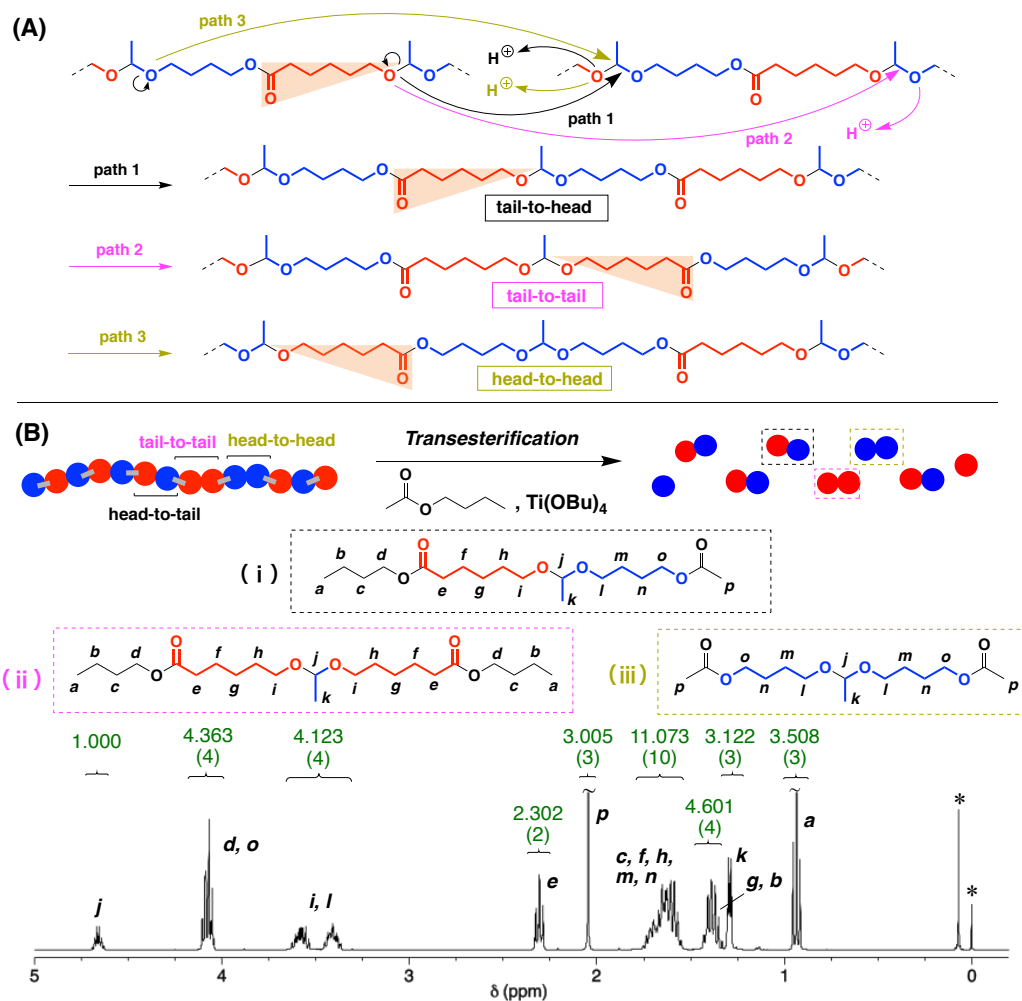 (A)
path 3
H⊕
H⊕
path 1
path 2
H⊕
O O O O O O O O O O
path 1
O O O O O O O O
tail-to-head
path 2
O O O O O O O O
tail-to-tail
path 3
O O O O O O O O
head-to-head
(B)
tail-to-tail head-to-head
head-to-tail
Transesterification
O
O , Ti(OBu)4
(i)
b d O f h j m o O
a c O e g i O k O l n O p
(ii)
b d O f h O j O h f O d b
a c O e g i k i g e O c a
(iii)
O o m O j O m o O
p O n l k l n O p
1.000 4.363 4.123 3.005 11.073 3.122 3.508
(4) (4) (3) (10) (3) (3)
2.302 4.601
(2) (4)
p a * *
d, o
c, f, h,
m, n
k
g, b
j i, l e
5 4 3 2 1 0
δ (ppm)